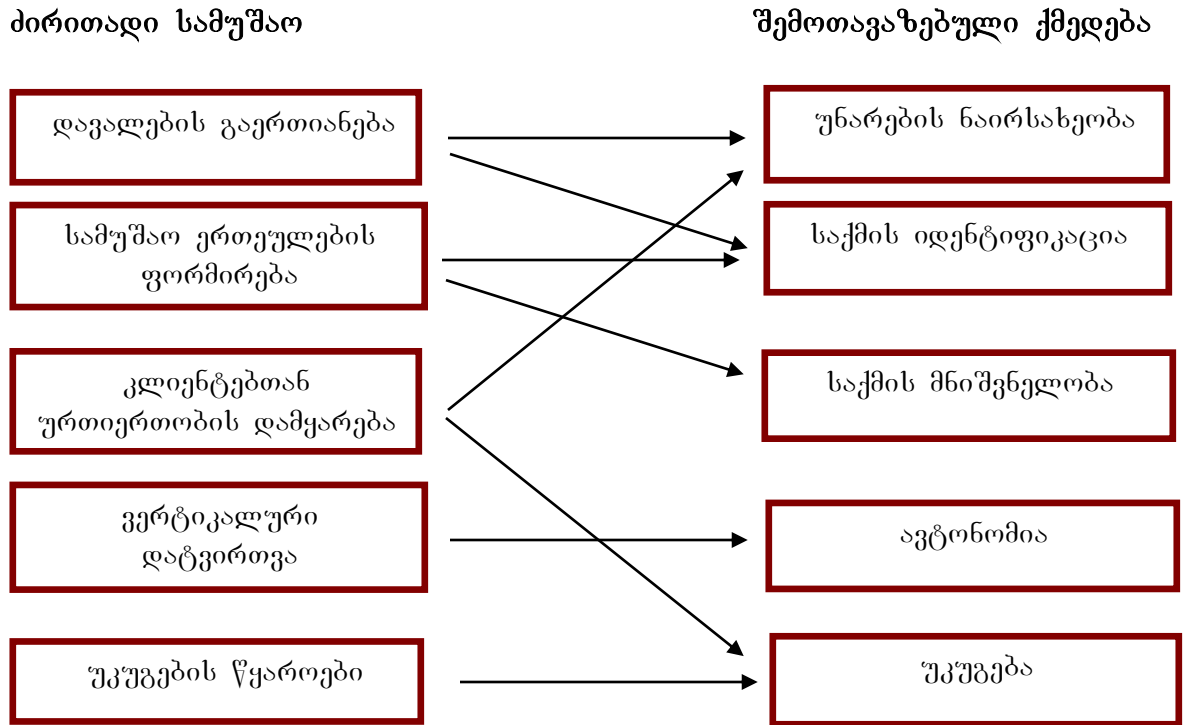 ძირითადი სამუშაო
შემოთავაზებული ქმედება
დავალების გაერთიანება
უნარების ნაირსახეობა
სამუშაო ერთეულების
ფორმირება
საქმის იდენტიფიკაცია
კლიენტებთან
ურთიერთობის დამყარება
საქმის მნიშვნელობა
ვერტიკალური
დატვირთვა
ავტონომია
უკუგების წყაროები
უკუგება